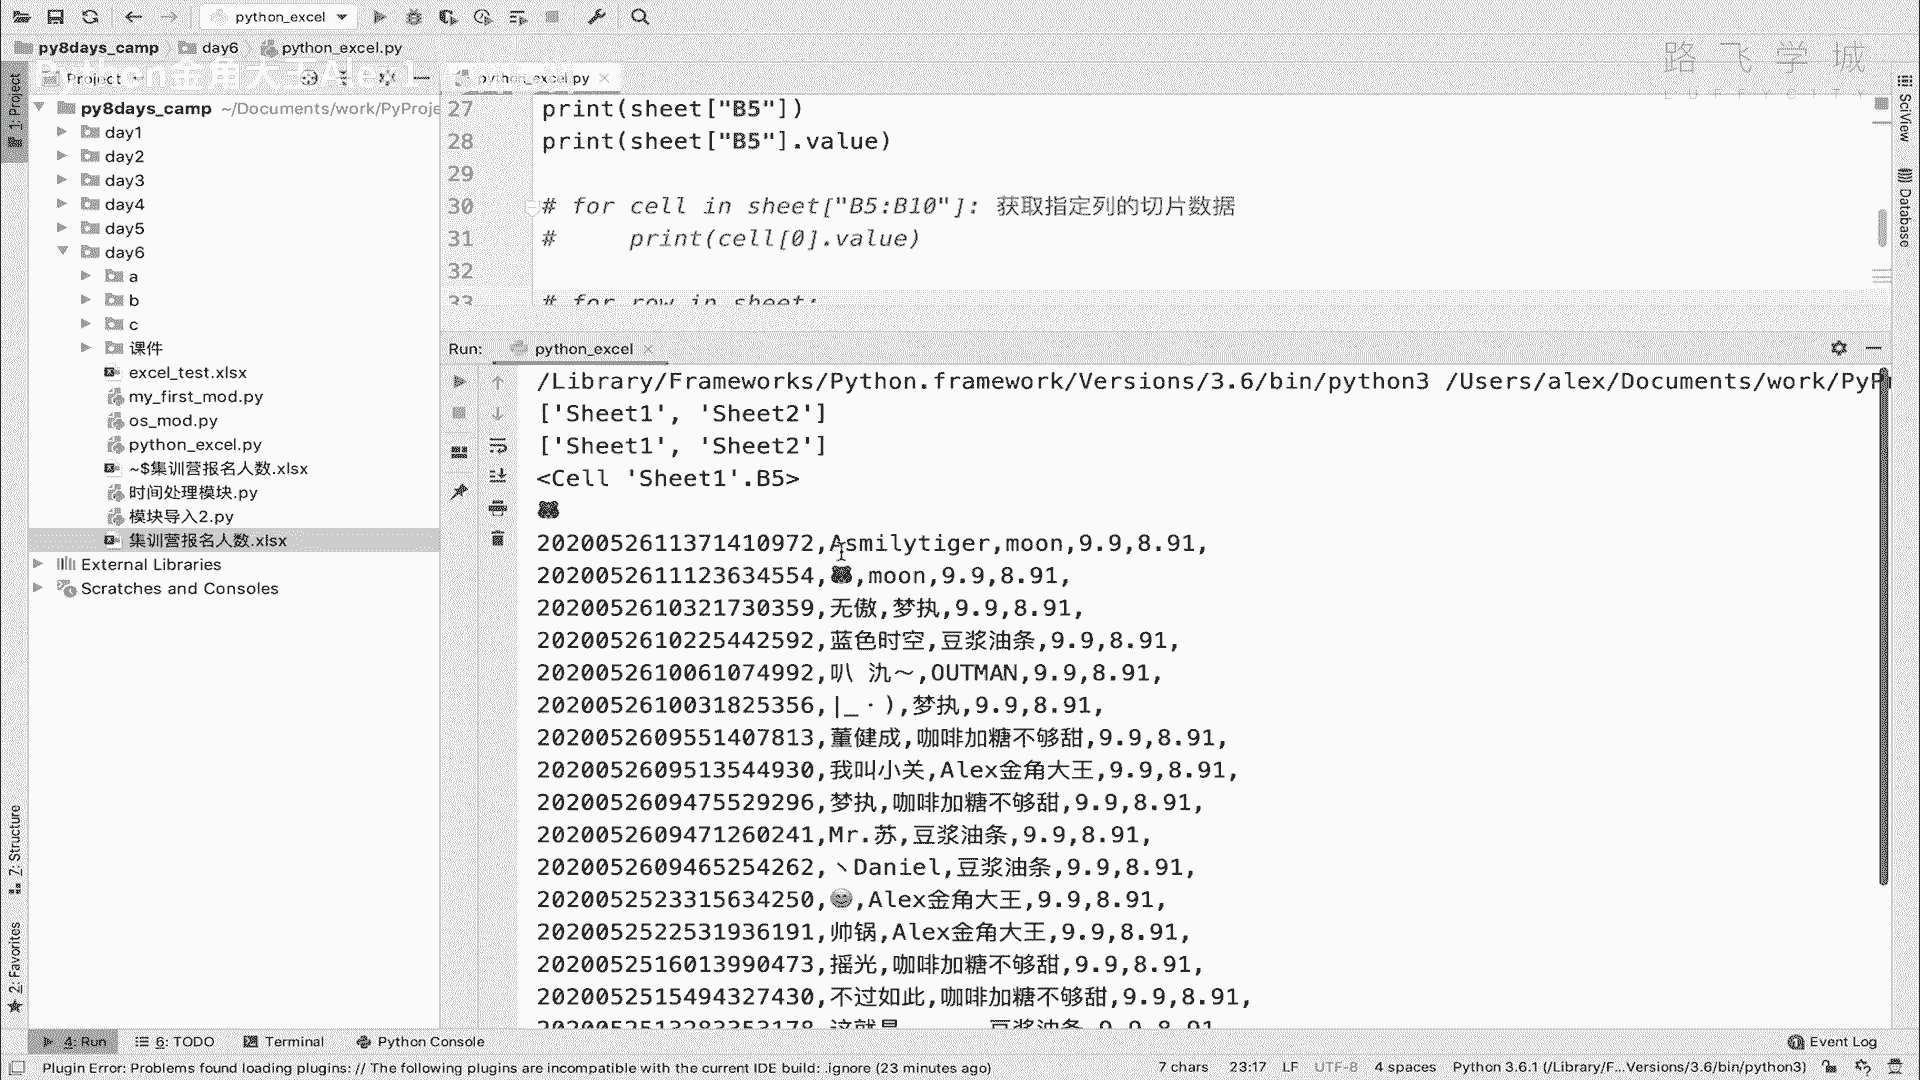 python_excel
py8days_camp day6 python_excel.py
路飞学城
LUFFYCITY
Python金角大王Alex1
Project
python_excel.py
1: Project
py8days_camp ~/Documents/work/PyProje
day1
day2
day3
day4
day5
day6
a
b
c
课件
excel_test.xlsx
my_first_mod.py
os_mod.py
python_excel.py
~$集训营报名人数.xlsx
时间处理模块.py
模块导入2.py
集训营报名人数.xlsx
External Libraries
Scratches and Consoles
7: Structure
2: Favorites
27 print(sheet["B5"])
28 print(sheet["B5"].value)
29
30 # for cell in sheet["B5:B10"]: 获取指定列的切片数据
31 #     print(cell[0].value)
32
33 # for row in sheet:
SciView
Database
Run: python_excel
/Library/Frameworks/Python.framework/Versions/3.6/bin/python3 /Users/alex/Documents/work/PyPr
['Sheet1', 'Sheet2']
['Sheet1', 'Sheet2']
<Cell 'Sheet1'.B5>
🐼
2020052611371410972,Asmilytiger,moon,9.9,8.91,
2020052611123634554,🐼,moon,9.9,8.91,
2020052610321730359,无傲,梦执,9.9,8.91,
2020052610225442592,蓝色时空,豆浆油条,9.9,8.91,
2020052610061074992,叭 氿～,OUTMAN,9.9,8.91,
2020052610031825356,|_·),梦执,9.9,8.91,
2020052609551407813,董健成,咖啡加糖不够甜,9.9,8.91,
2020052609513544930,我叫小关,Alex金角大王,9.9,8.91,
2020052609475529296,梦执,咖啡加糖不够甜,9.9,8.91,
2020052609471260241,Mr.苏,豆浆油条,9.9,8.91,
2020052609465254262,丶Daniel,豆浆油条,9.9,8.91,
2020052523315634250,😊,Alex金角大王,9.9,8.91,
2020052522531936191,帅锅,Alex金角大王,9.9,8.91,
2020052516013990473,摇光,咖啡加糖不够甜,9.9,8.91,
2020052515494327430,不过如此,咖啡加糖不够甜,9.9,8.91,
4: Run 6: TODO Terminal Python Console Event Log
Plugin Error: Problems found loading plugins: // The following plugins are incompatible with the current IDE build: .ignore (23 minutes ago) 7 chars 23:17 LF UTF-8 4 spaces Python 3.6.1 (/Library/F...Versions/3.6/bin/python3)